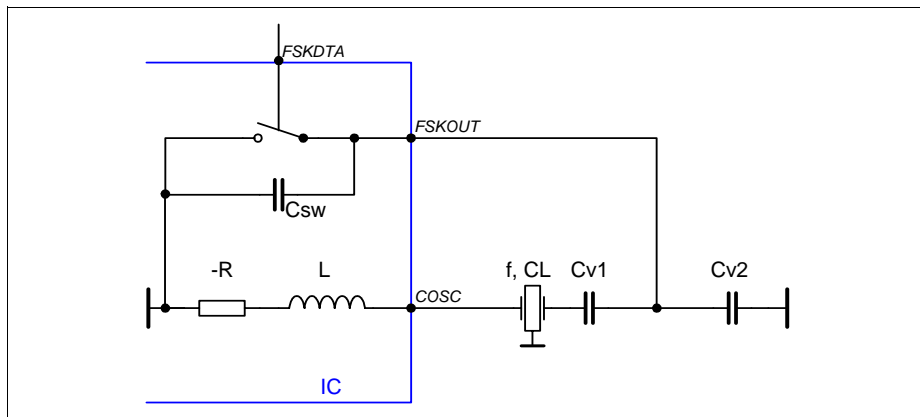 FSKDTA
FSKOUT
Csw
-R
L
COSC
f, CL
Cv1
Cv2
IC